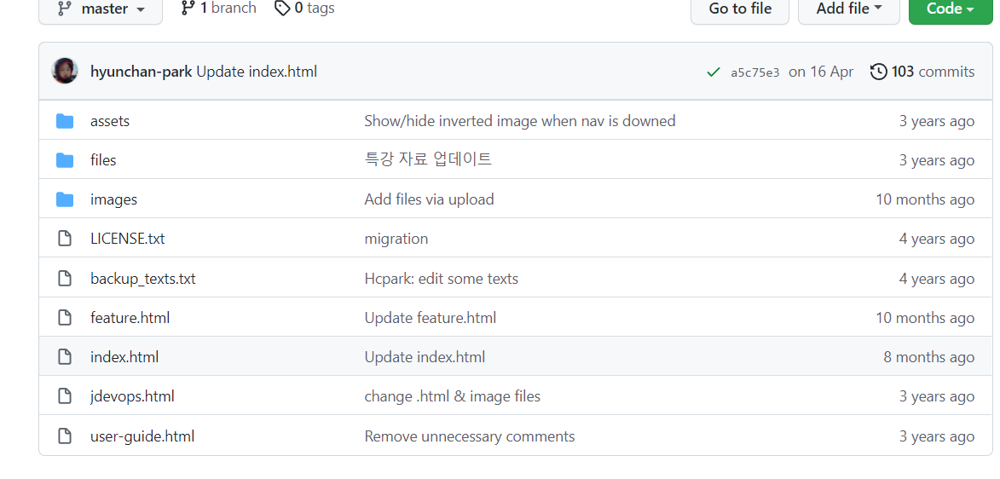 master 1 branch 0 tags Go to file Add file Code
hyunchan-park Update index.html a5c75e3 on 16 Apr 103 commits
assets Show/hide inverted image when nav is downed 3 years ago
files 특강 자료 업데이트 3 years ago
images Add files via upload 10 months ago
LICENSE.txt migration 4 years ago
backup_texts.txt Hcpark: edit some texts 4 years ago
feature.html Update feature.html 10 months ago
index.html Update index.html 8 months ago
jdevops.html change .html & image files 3 years ago
user-guide.html Remove unnecessary comments 3 years ago